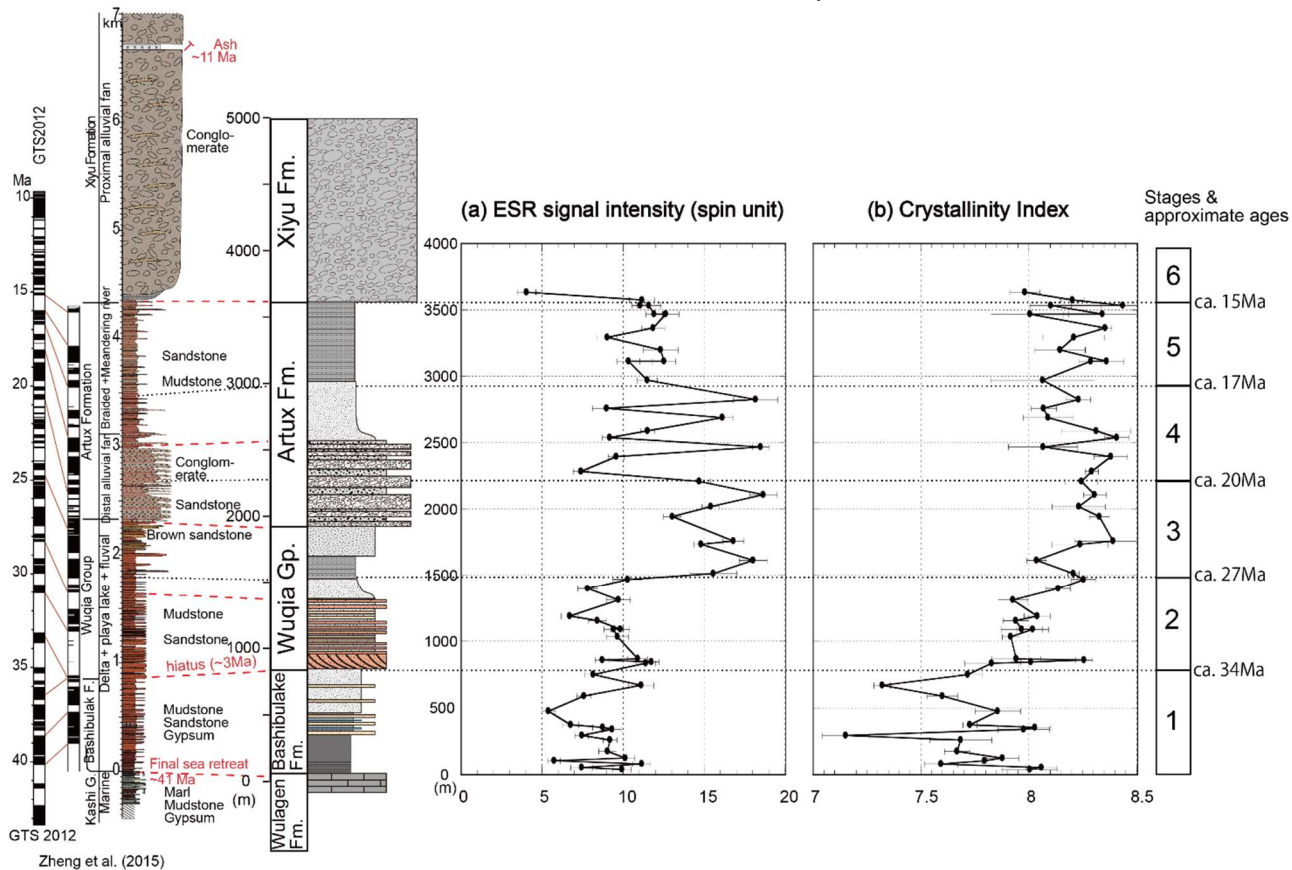 GTS2012
Ma
10
15
20
25
30
35
40
GTS 2012
Zheng et al. (2015)
Xiyu Formation
Proximal alluvial fan
Artux Formation
Braided +Meandering river
Distal alluvial fan
Wuqia Group
Delta + playa lake + fluvial
Bashibulak F.
Kashi G.
Marine
7
km
6
5
4
3
2
1
0
Ash
~11 Ma
Conglo-
merate
Sandstone
Mudstone
Conglom-
erate
Sandstone
Brown sandstone
Mudstone
Sandstone
hiatus (~3Ma)
Mudstone
Sandstone
Gypsum
Final sea retreat
~41 Ma
Marl
Mudstone
Gypsum
5000
4000
3000
2000
1000
0
(m)
Xiyu Fm.
Artux Fm.
Wuqia Gp.
Bashibulake
Fm.
Wulagen
Fm.
(a) ESR signal intensity (spin unit)
4000
3500
3000
2500
2000
1500
1000
500
0
(m)
0
5
10
15
20
(b) Crystallinity Index
7
7.5
8
8.5
Stages &
approximate ages
6
ca. 15Ma
5
ca. 17Ma
4
ca. 20Ma
3
ca. 27Ma
2
ca. 34Ma
1